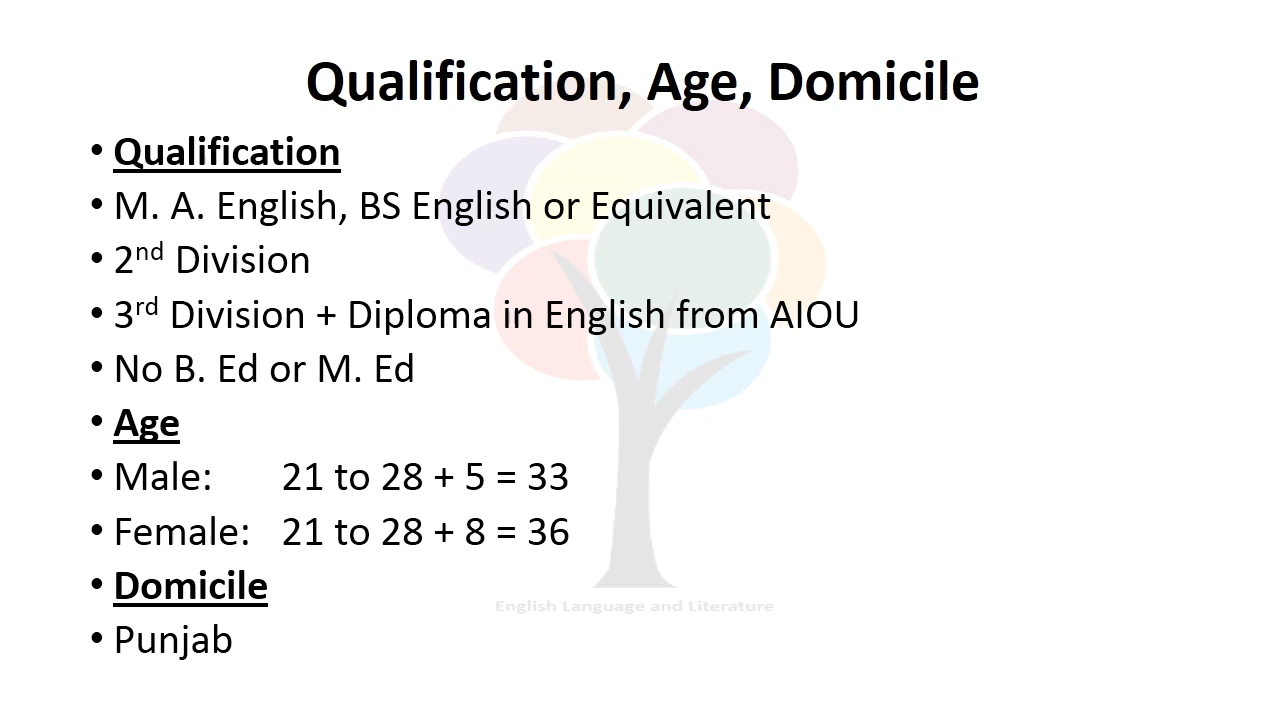 Qualification, Age, Domicile
• Qualification
• M. A. English, BS English or Equivalent
• 2nd Division
• 3rd Division + Diploma in English from AIOU
• No B. Ed or M. Ed
• Age
• Male: 21 to 28 + 5 = 33
• Female: 21 to 28 + 8 = 36
• Domicile
English Language and Literature
• Punjab